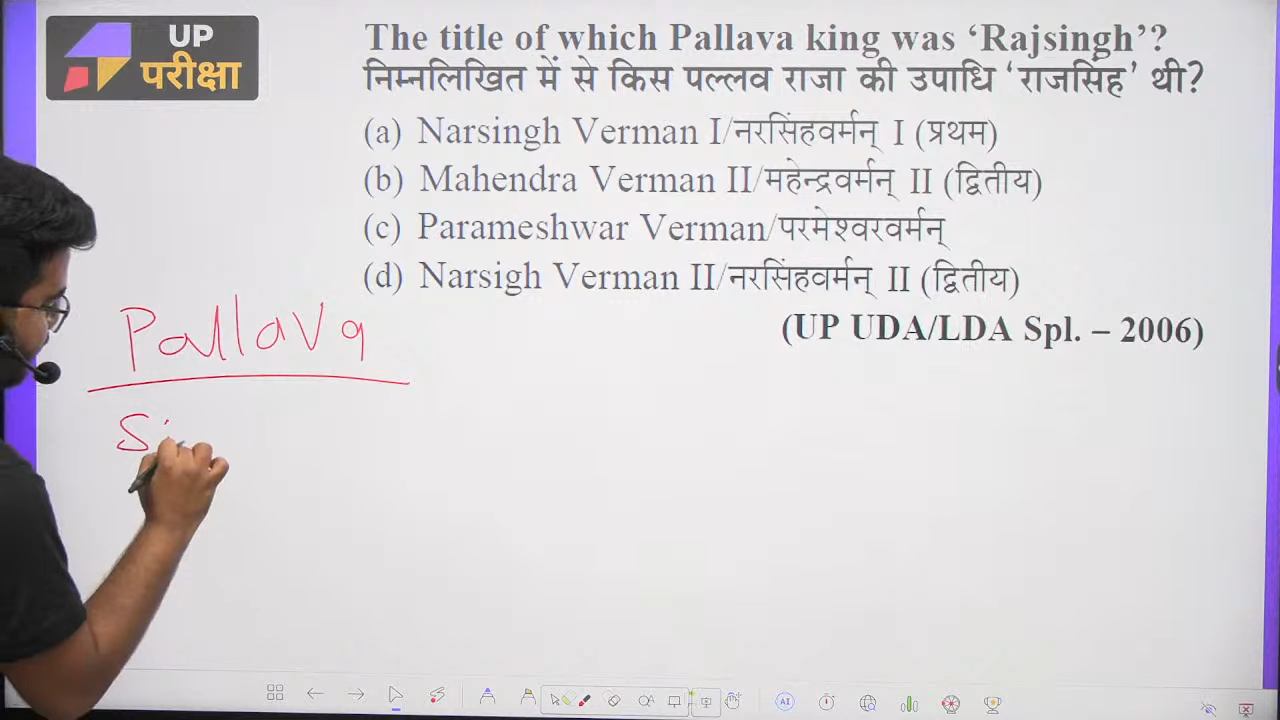 UP
परीक्षा
The title of which Pallava king was ‘Rajsingh’?
निम्नलिखित में से किस पल्लव राजा की उपाधि ‘राजसिंह’ थी?
(a) Narsingh Verman I/नरसिंहवर्मन् I (प्रथम)
(b) Mahendra Verman II/महेन्द्रवर्मन् II (द्वितीय)
(c) Parameshwar Verman/परमेश्वरवर्मन्
(d) Narsigh Verman II/नरसिंहवर्मन् II (द्वितीय)
(UP UDA/LDA Spl. – 2006)
Pallava
Si
AI